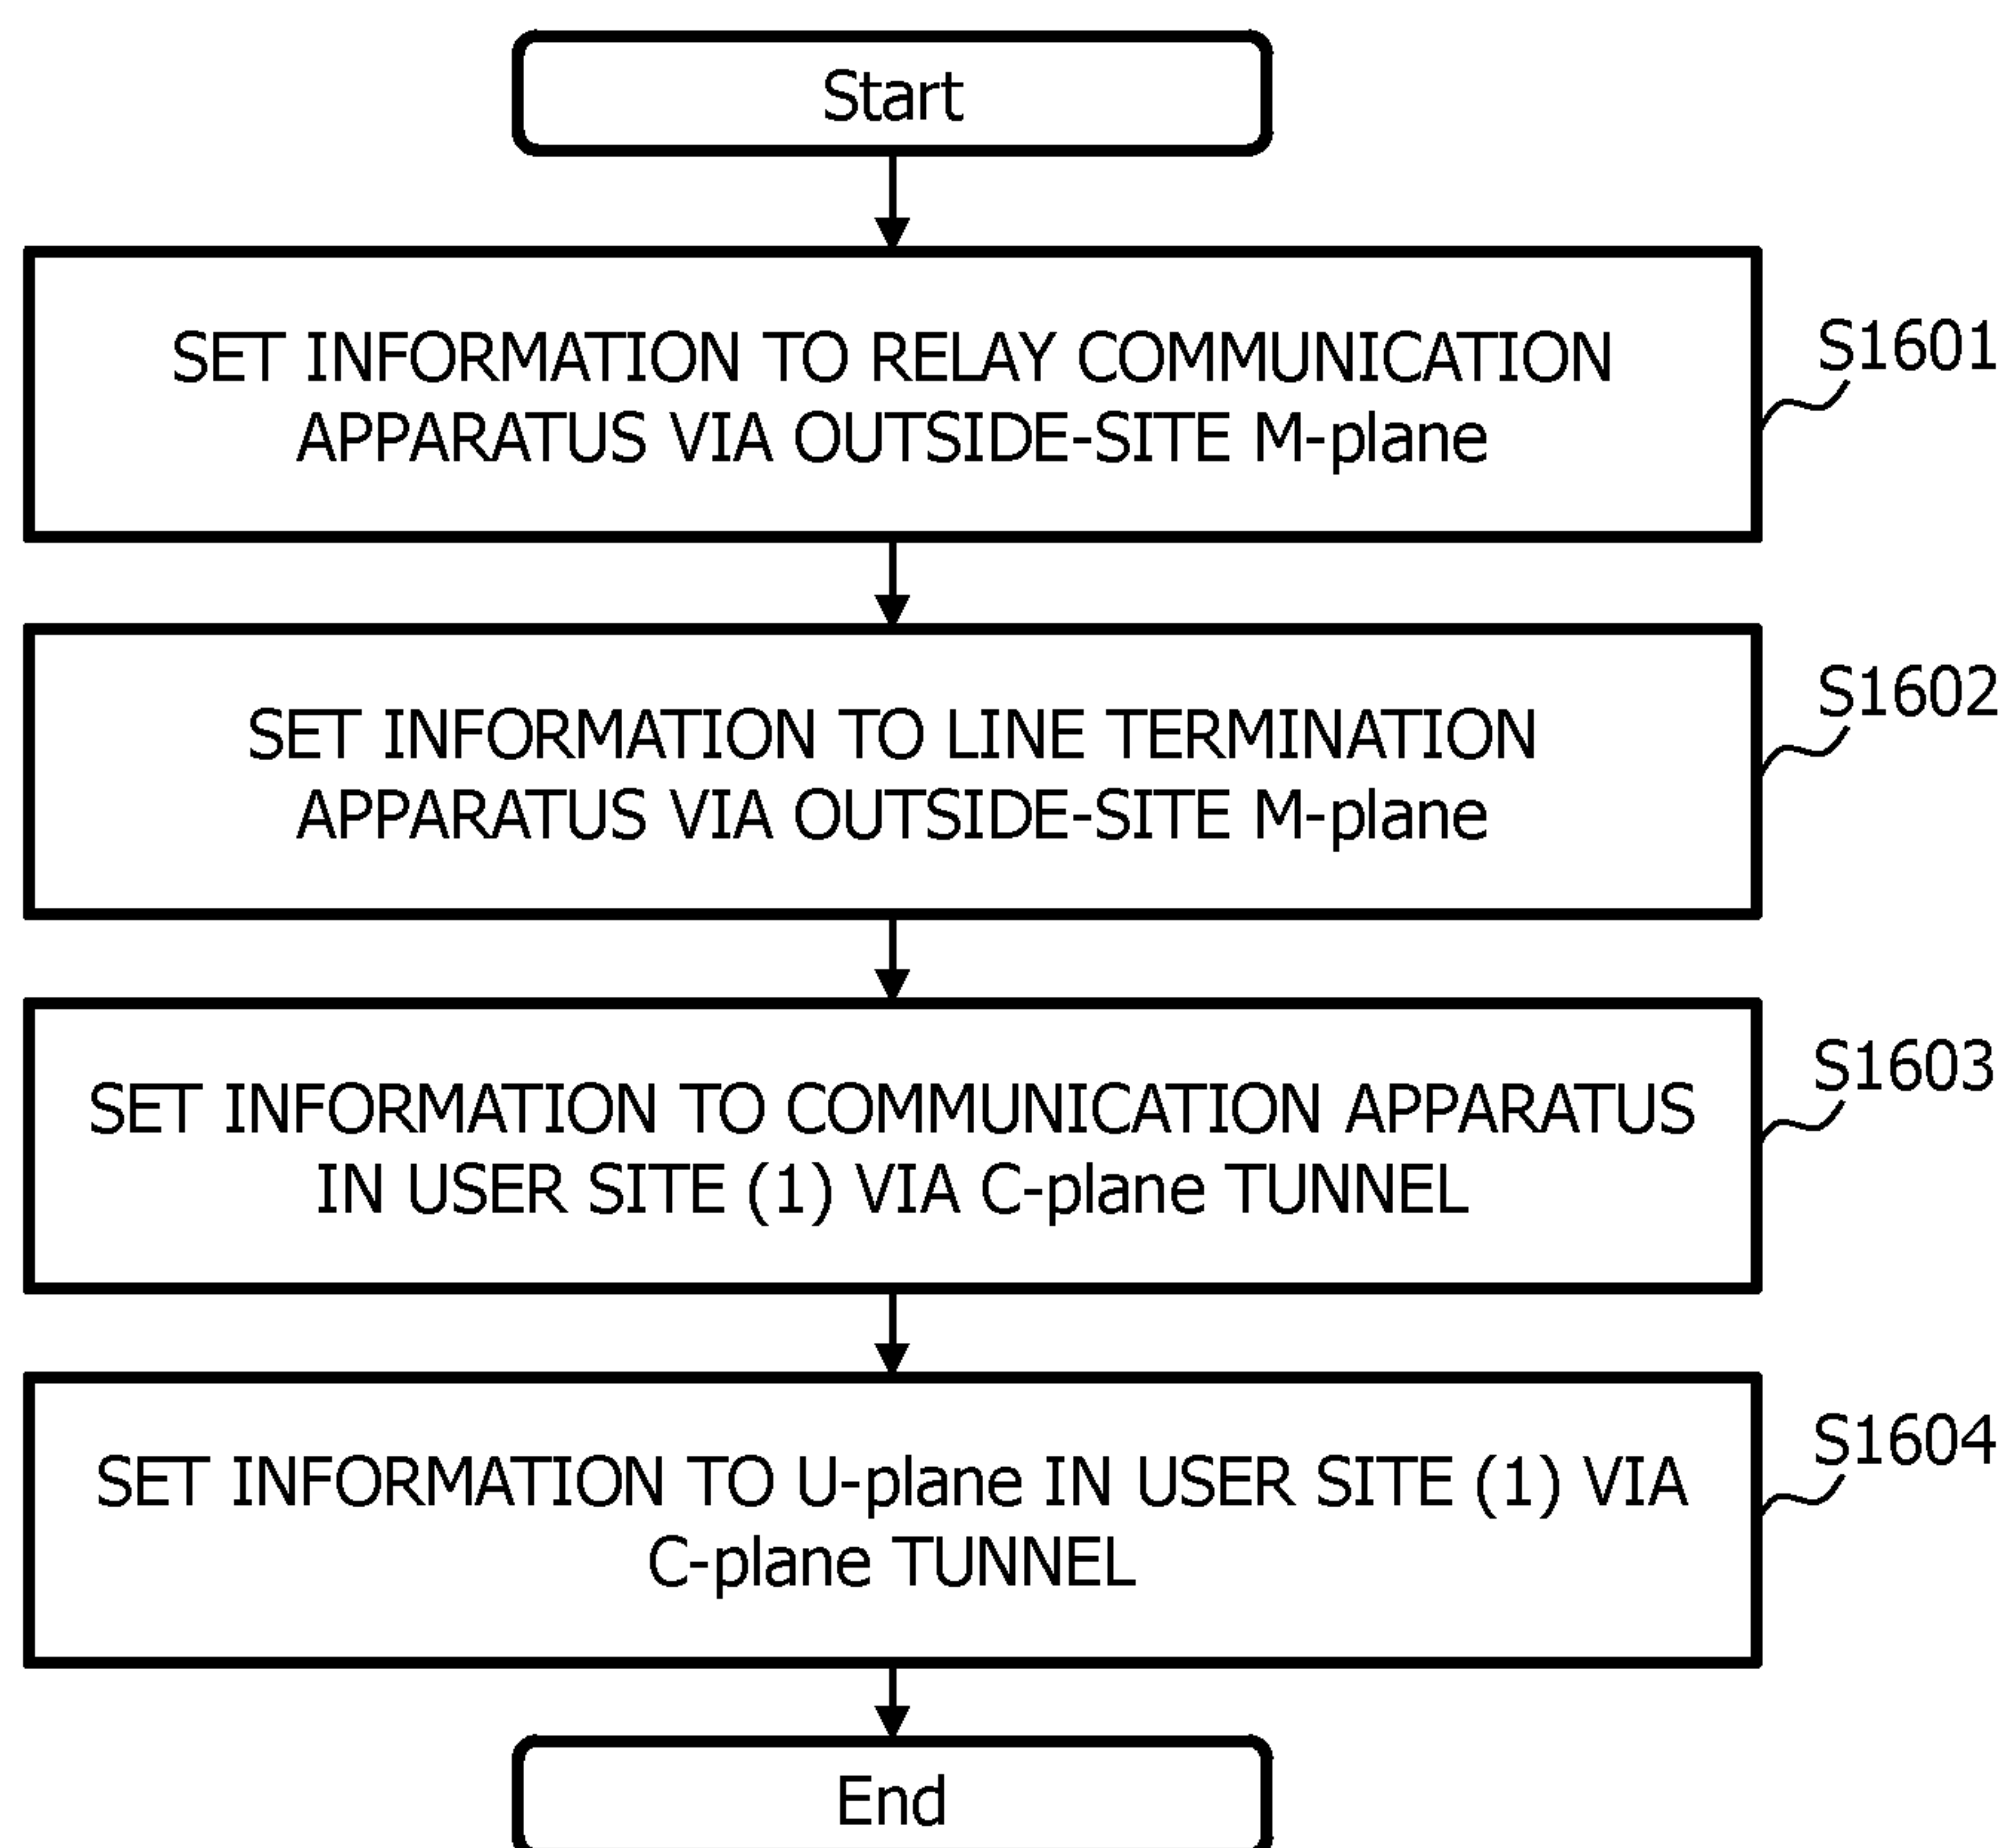 Start
SET INFORMATION TO RELAY COMMUNICATION
APPARATUS VIA OUTSIDE-SITE M-plane
S1601
SET INFORMATION TO LINE TERMINATION
APPARATUS VIA OUTSIDE-SITE M-plane
S1602
SET INFORMATION TO COMMUNICATION APPARATUS
IN USER SITE (1) VIA C-plane TUNNEL
S1603
SET INFORMATION TO U-plane IN USER SITE (1) VIA
C-plane TUNNEL
S1604
End